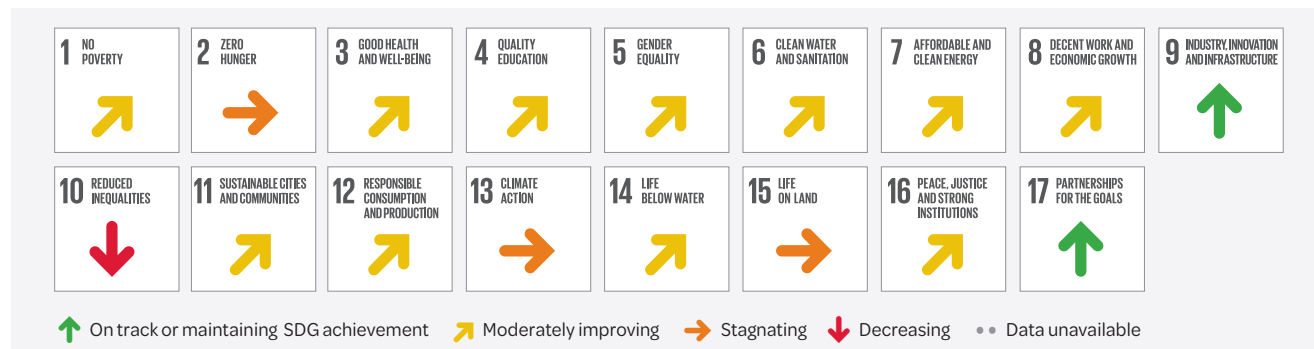 1 NO
POVERTY
2 ZERO
HUNGER
3 GOOD HEALTH
AND WELL-BEING
4 QUALITY
EDUCATION
5 GENDER
EQUALITY
6 CLEAN WATER
AND SANITATION
7 AFFORDABLE AND
CLEAN ENERGY
8 DECENT WORK AND
ECONOMIC GROWTH
9 INDUSTRY, INNOVATION
AND INFRASTRUCTURE
10 REDUCED
INEQUALITIES
11 SUSTAINABLE CITIES
AND COMMUNITIES
12 RESPONSIBLE
CONSUMPTION
AND PRODUCTION
13 CLIMATE
ACTION
14 LIFE
BELOW WATER
15 LIFE
ON LAND
16 PEACE, JUSTICE
AND STRONG
INSTITUTIONS
17 PARTNERSHIPS
FOR THE GOALS
On track or maintaining SDG achievement Moderately improving Stagnating Decreasing Data unavailable